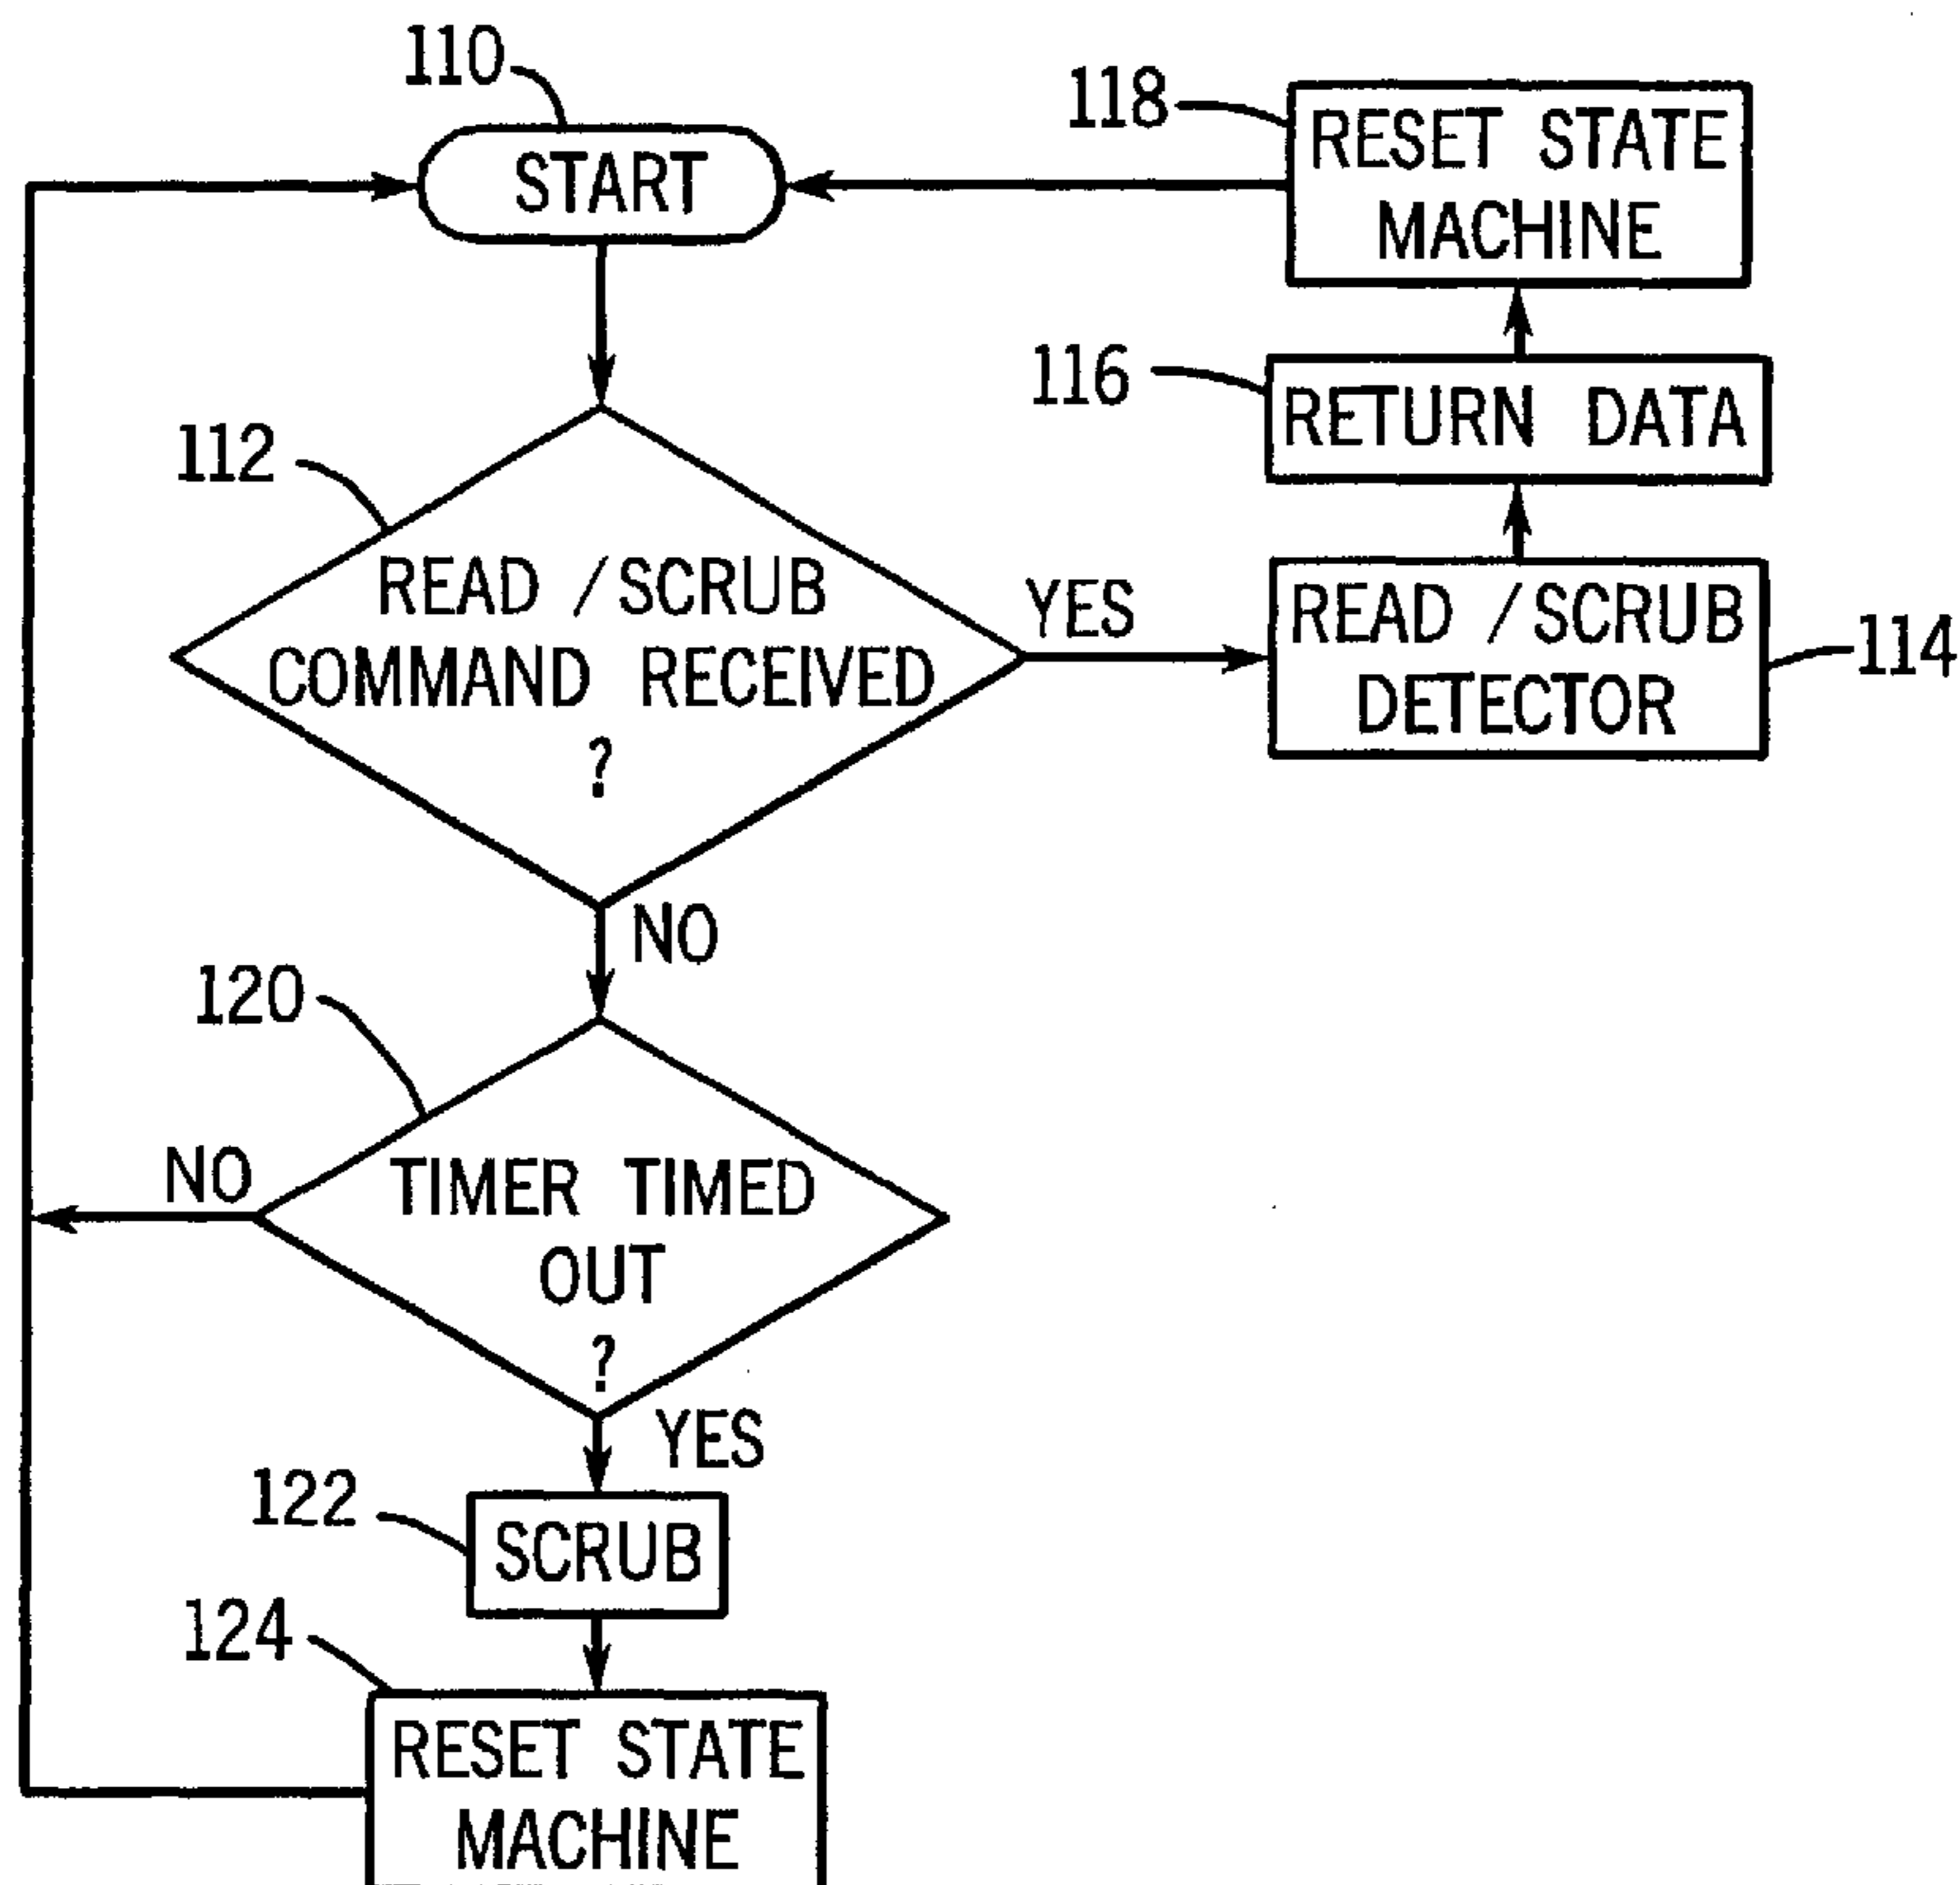 110
START
118
RESET STATE
MACHINE
116
RETURN DATA
112
READ /SCRUB
COMMAND RECEIVED
?
YES
READ /SCRUB
DETECTOR
114
NO
120
NO
TIMER TIMED
OUT
?
YES
122
SCRUB
124
RESET STATE
MACHINE